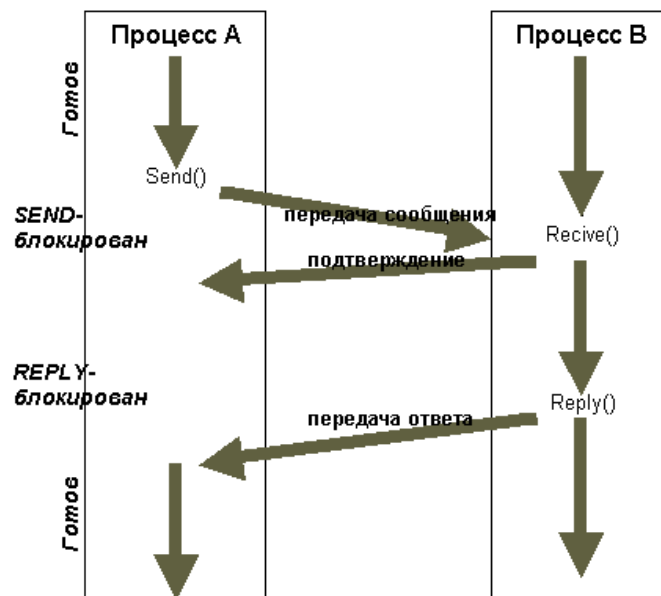 Процесс А
Процесс В
Готов
Send()
SEND-
блокирован
передача сообщения
Recive()
подтверждение
REPLY-
блокирован
Reply()
передача ответа
Готов